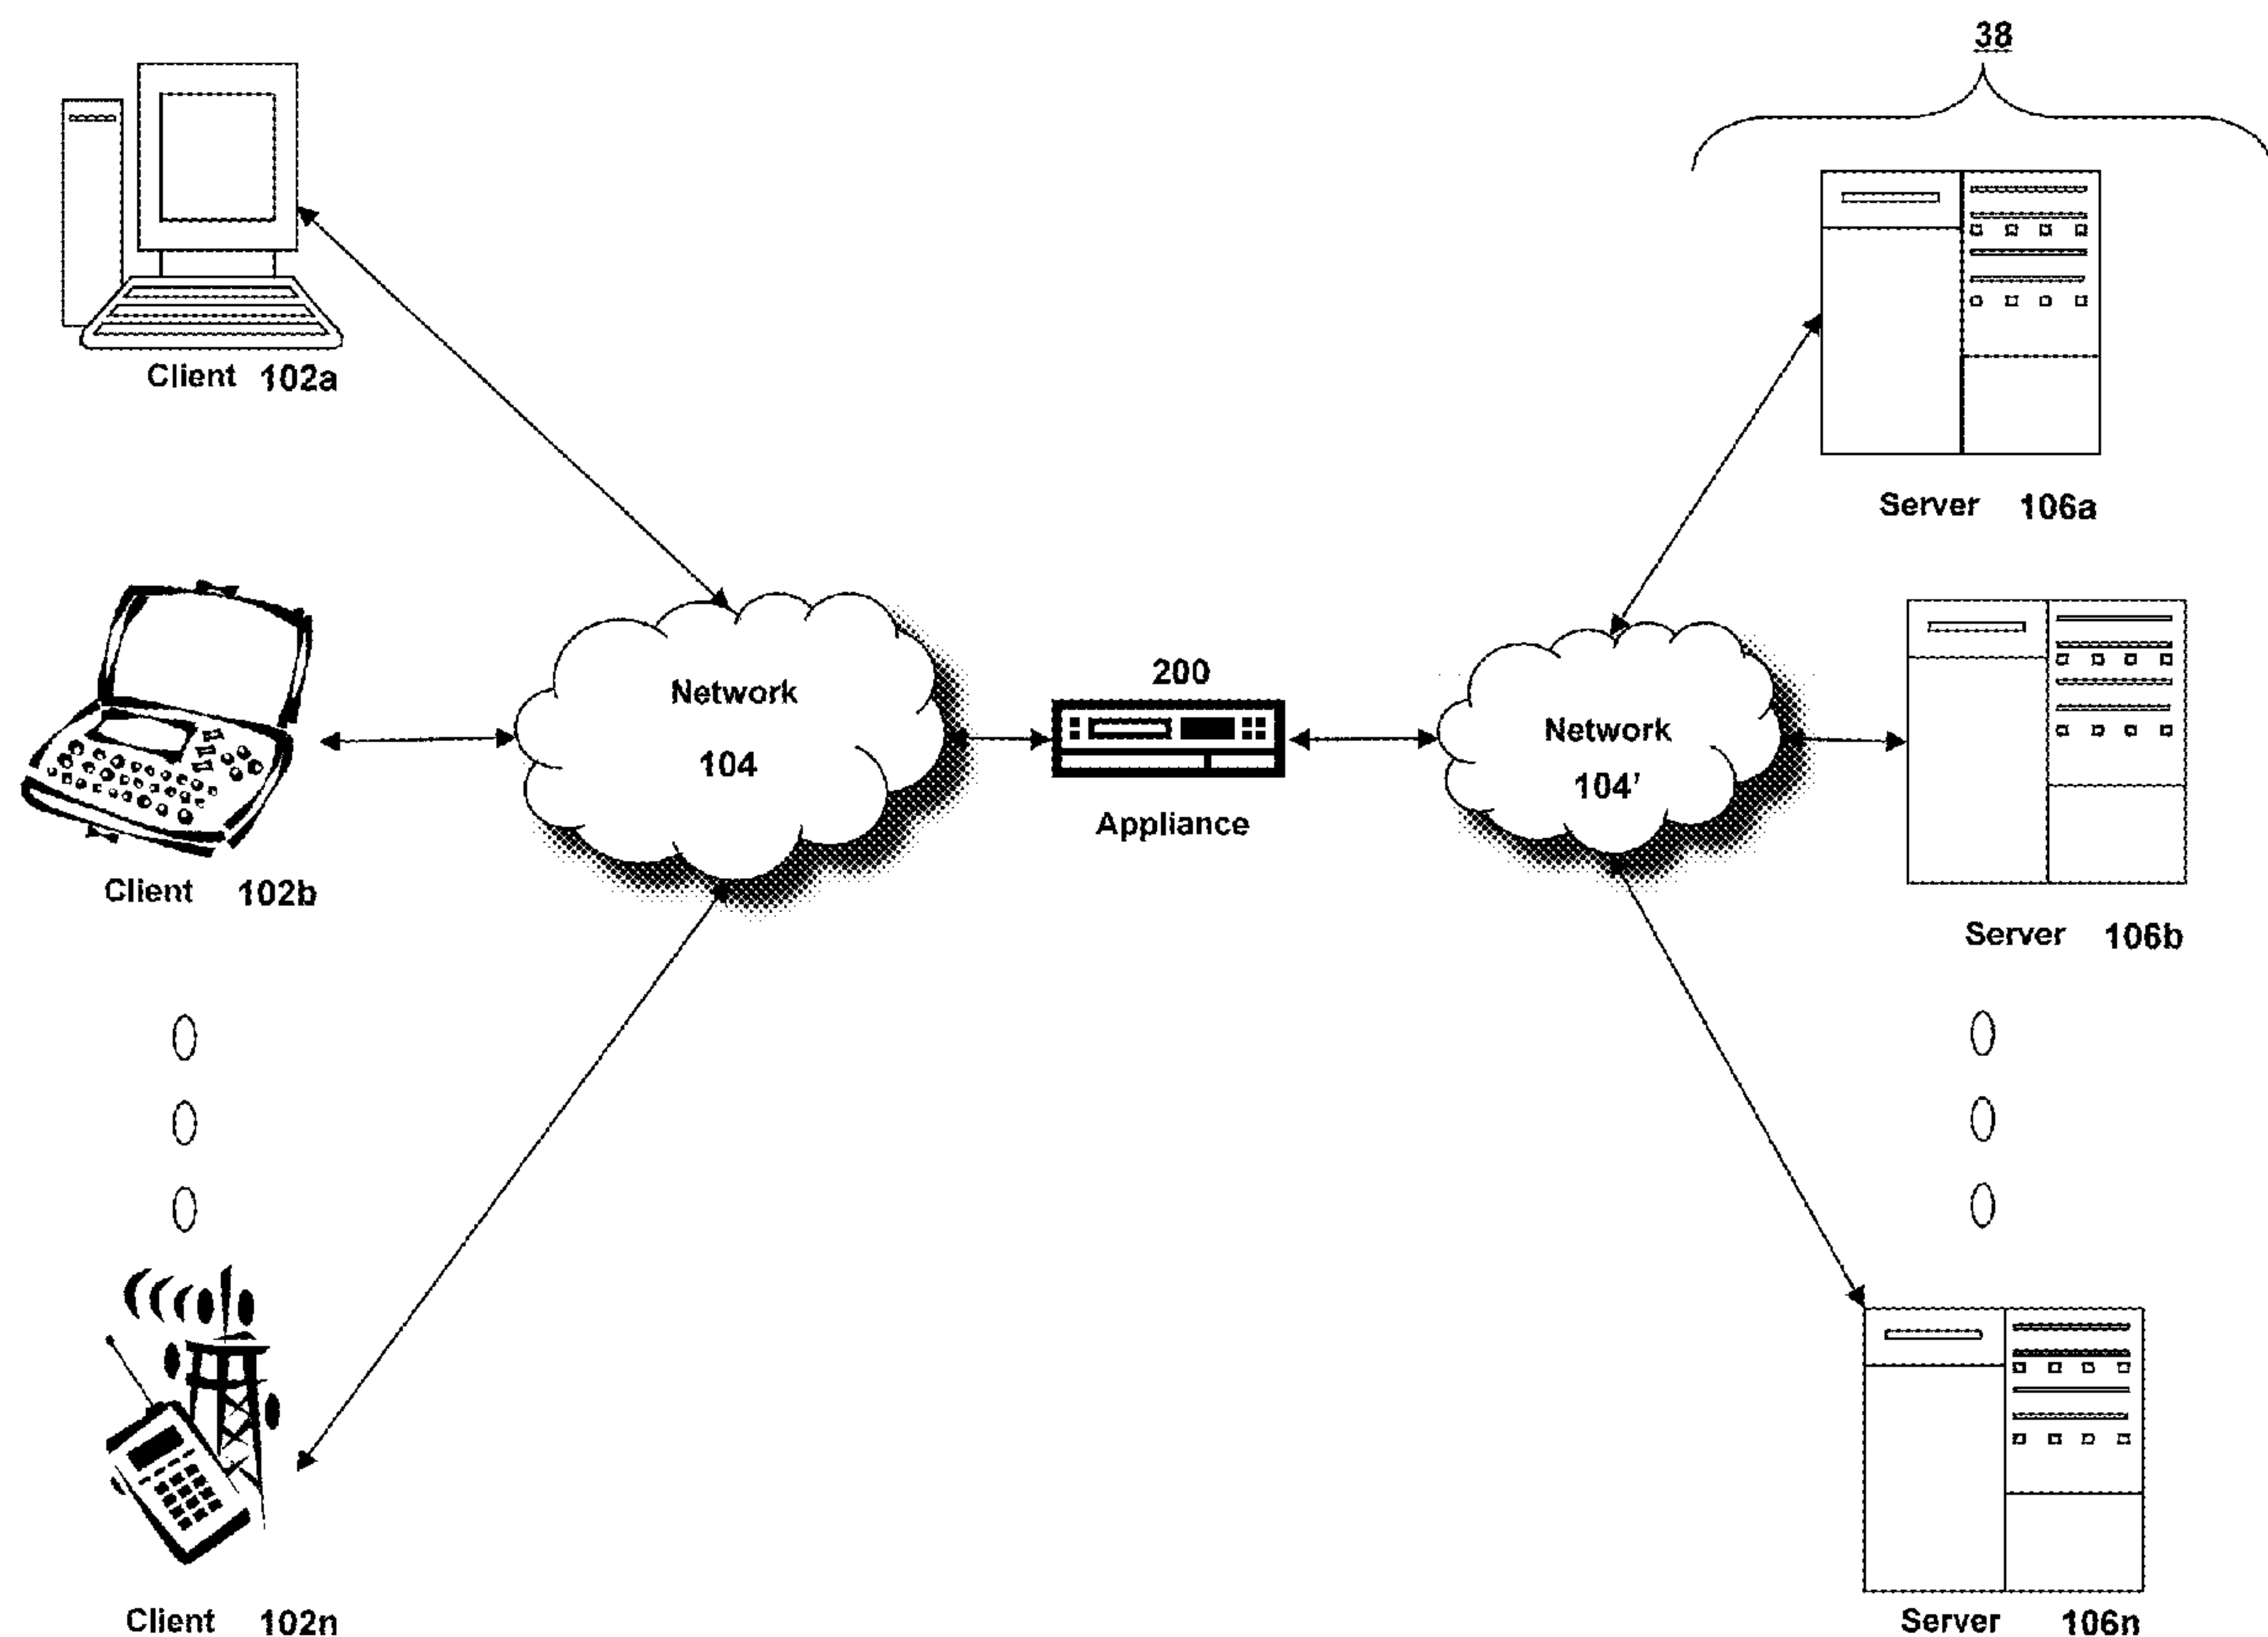 38
Client 102a
Server 106a
Network
104
200
Appliance
Network
104'
Client 102b
Server 106b
Client 102n
Server 106n